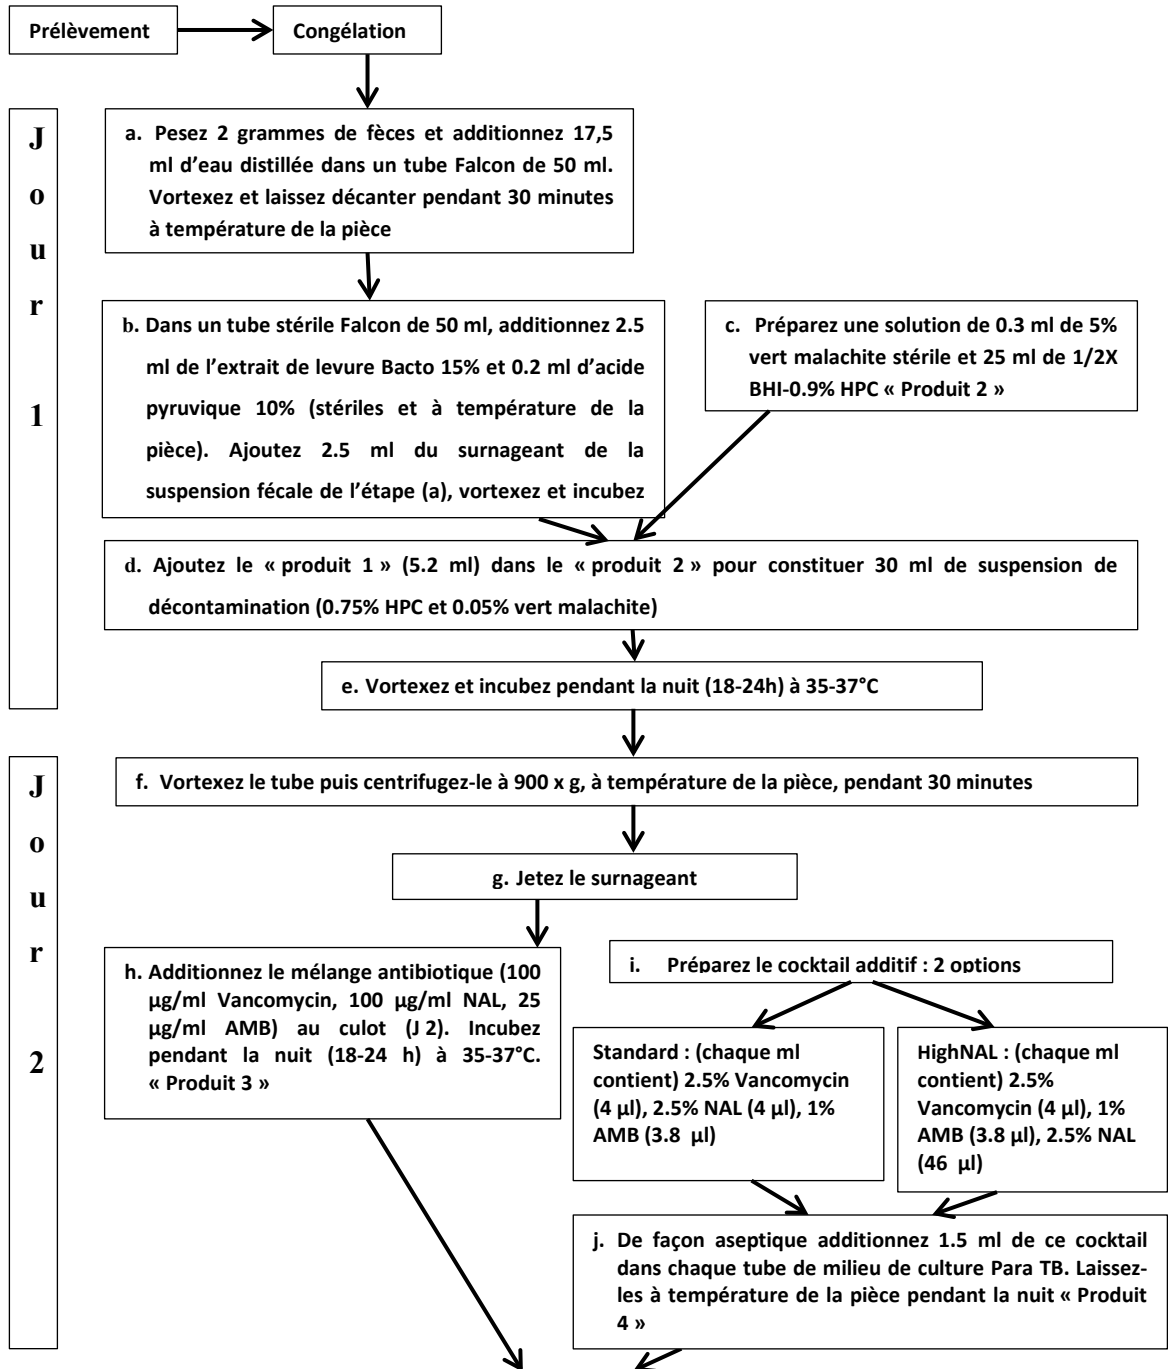 Prélèvement
Congélation
J
o
u
r
1
a. Pesez 2 grammes de fèces et additionnez 17,5
ml d’eau distillée dans un tube Falcon de 50 ml.
Vortexez et laissez décanter pendant 30 minutes
à température de la pièce
b. Dans un tube stérile Falcon de 50 ml, additionnez 2.5
ml de l’extrait de levure Bacto 15% et 0.2 ml d’acide
pyruvique 10% (stériles et à température de la
pièce). Ajoutez 2.5 ml du surnageant de la
suspension fécale de l’étape (a), vortexez et incubez
c. Préparez une solution de 0.3 ml de 5%
vert malachite stérile et 25 ml de 1/2X
BHI-0.9% HPC « Produit 2 »
d. Ajoutez le « produit 1 » (5.2 ml) dans le « produit 2 » pour constituer 30 ml de suspension de
décontamination (0.75% HPC et 0.05% vert malachite)
e. Vortexez et incubez pendant la nuit (18-24h) à 35-37°C
J
o
u
r
2
f. Vortexez le tube puis centrifugez-le à 900 x g, à température de la pièce, pendant 30 minutes
g. Jetez le surnageant
h. Additionnez le mélange antibiotique (100
µg/ml Vancomycin, 100 µg/ml NAL, 25
µg/ml AMB) au culot (J 2). Incubez
pendant la nuit (18-24 h) à 35-37°C.
« Produit 3 »
i. Préparez le cocktail additif : 2 options
Standard : (chaque ml
contient) 2.5% Vancomycin
(4 µl), 2.5% NAL (4 µl), 1%
AMB (3.8 µl)
HighNAL : (chaque ml
contient) 2.5%
Vancomycin (4 µl), 1%
AMB (3.8 µl), 2.5% NAL
(46 µl)
j. De façon aseptique additionnez 1.5 ml de ce cocktail
dans chaque tube de milieu de culture Para TB. Laissez-
les à température de la pièce pendant la nuit « Produit
4 »